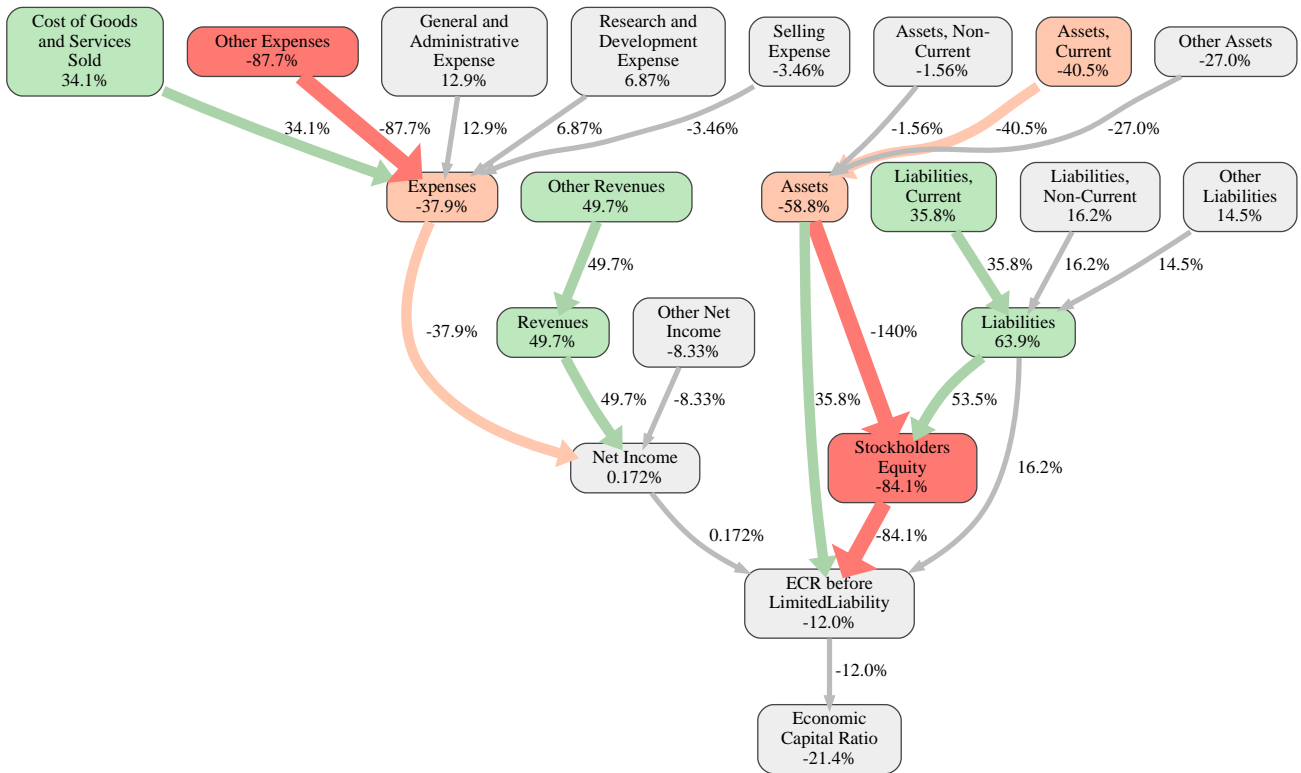 Cost of Goods
and Services
Sold
34.1%
Other Expenses
-87.7%
General and
Administrative
Expense
12.9%
Research and
Development
Expense
6.87%
Selling
Expense
-3.46%
Assets, Non-
Current
-1.56%
Assets,
Current
-40.5%
Other Assets
-27.0%
34.1%
-87.7%
12.9%
6.87%
-3.46%
-1.56%
-40.5%
-27.0%
Expenses
-37.9%
Other Revenues
49.7%
Assets
-58.8%
Liabilities,
Current
35.8%
Liabilities,
Non-Current
16.2%
Other
Liabilities
14.5%
49.7%
35.8%
16.2%
14.5%
Revenues
49.7%
Other Net
Income
-8.33%
Liabilities
63.9%
-37.9%
-140%
49.7%
-8.33%
35.8%
53.5%
Net Income
0.172%
Stockholders
Equity
-84.1%
16.2%
0.172%
-84.1%
ECR before
LimitedLiability
-12.0%
-12.0%
Economic
Capital Ratio
-21.4%